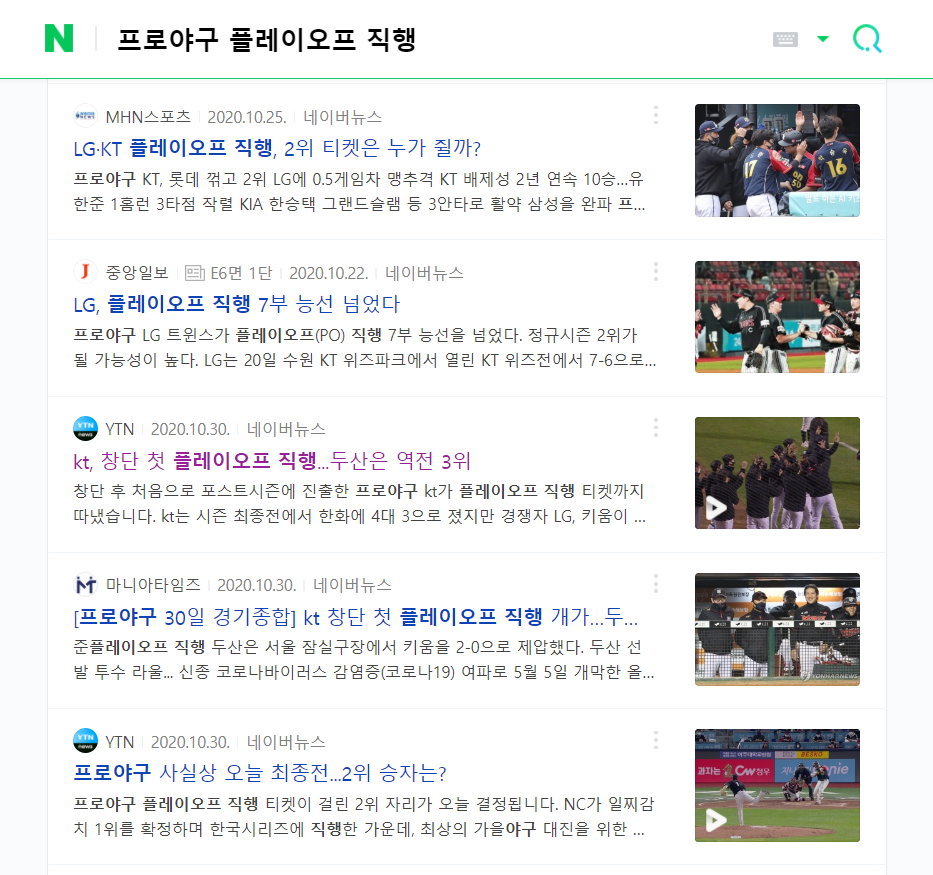 N 프로야구 플레이오프 직행
MHN스포츠 2020.10.25. 네이버뉴스
LG·KT 플레이오프 직행, 2위 티켓은 누가 쥘까?
프로야구 KT, 롯데 꺾고 2위 LG에 0.5게임차 맹추격 KT 배제성 2년 연속 10승...유
한준 1홈런 3타점 작렬 KIA 한승택 그랜드슬램 등 3안타로 활약 삼성을 완파 프...
17
16
J 중앙일보 E6면 1단 2020.10.22. 네이버뉴스
LG, 플레이오프 직행 7부 능선 넘었다
프로야구 LG 트윈스가 플레이오프(PO) 직행 7부 능선을 넘었다. 정규시즌 2위가
될 가능성이 높다. LG는 20일 수원 KT 위즈파크에서 열린 KT 위즈전에서 7-6으로...
YTN news YTN 2020.10.30. 네이버뉴스
kt, 창단 첫 플레이오프 직행...두산은 역전 3위
창단 후 처음으로 포스트시즌에 진출한 프로야구 kt가 플레이오프 직행 티켓까지
따냈습니다. kt는 시즌 최종전에서 한화에 4대 3으로 졌지만 경쟁자 LG, 키움이 ...
마니아타임즈 2020.10.30. 네이버뉴스
[프로야구 30일 경기종합] kt 창단 첫 플레이오프 직행 개가...두...
준플레이오프 직행 두산은 서울 잠실구장에서 키움을 2-0으로 제압했다. 두산 선
발 투수 라울... 신종 코로나바이러스 감염증(코로나19) 여파로 5월 5일 개막한 올...
YONHAPNEWS
YTN news YTN 2020.10.30. 네이버뉴스
프로야구 사실상 오늘 최종전...2위 승자는?
프로야구 플레이오프 직행 티켓이 걸린 2위 자리가 오늘 결정됩니다. NC가 일찌감
치 1위를 확정하며 한국시리즈에 직행한 가운데, 최상의 가을야구 대진을 위한 ...
과자는 CW청우